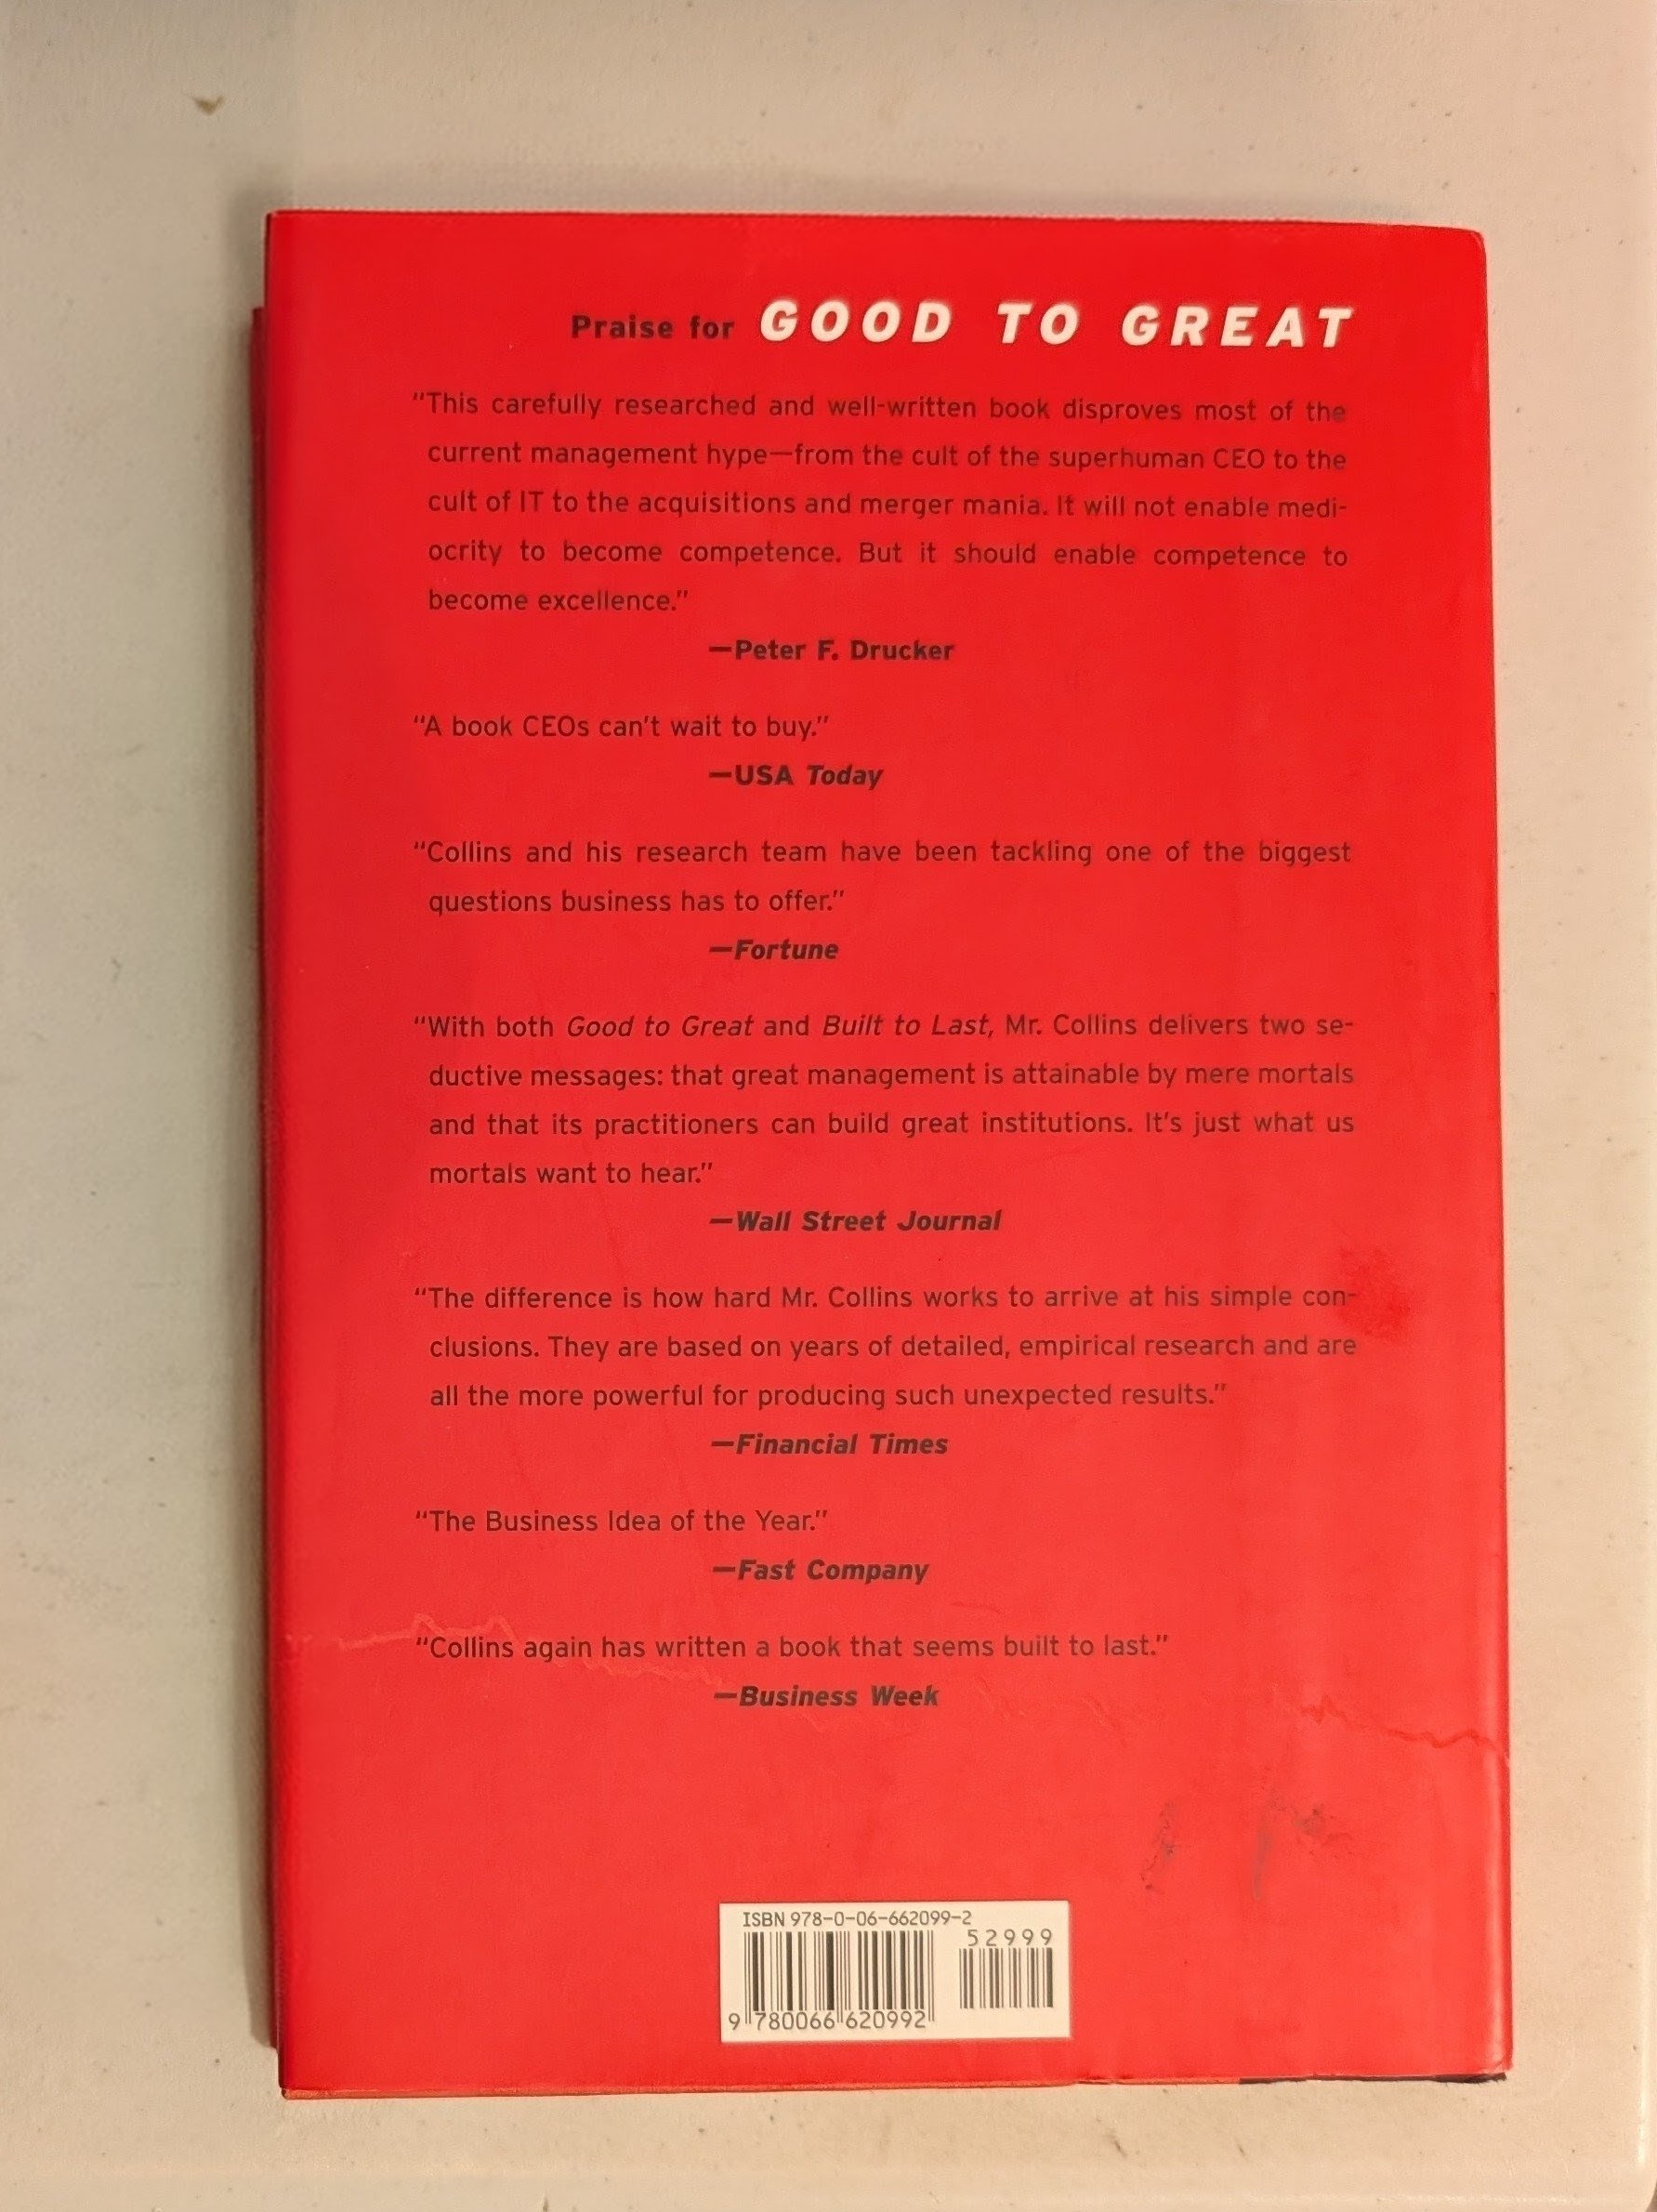 Praise for GOOD TO GREAT
“This carefully researched and well-written book disproves most of the
current management hype—from the cult of the superhuman CEO to the
cult of IT to the acquisitions and merger mania. It will not enable medi-
ocrity to become competence. But it should enable competence to
become excellence.”
—Peter F. Drucker
“A book CEOs can’t wait to buy.”
—USA Today
“Collins and his research team have been tackling one of the biggest
questions business has to offer.”
—Fortune
“With both Good to Great and Built to Last, Mr. Collins delivers two se-
ductive messages: that great management is attainable by mere mortals
and that its practitioners can build great institutions. It’s just what us
mortals want to hear.”
—Wall Street Journal
“The difference is how hard Mr. Collins works to arrive at his simple con-
clusions. They are based on years of detailed, empirical research and are
all the more powerful for producing such unexpected results.”
—Financial Times
“The Business Idea of the Year.”
—Fast Company
“Collins again has written a book that seems built to last.”
—Business Week
ISBN 978-0-06-662099-2
52999
9 780066 620992